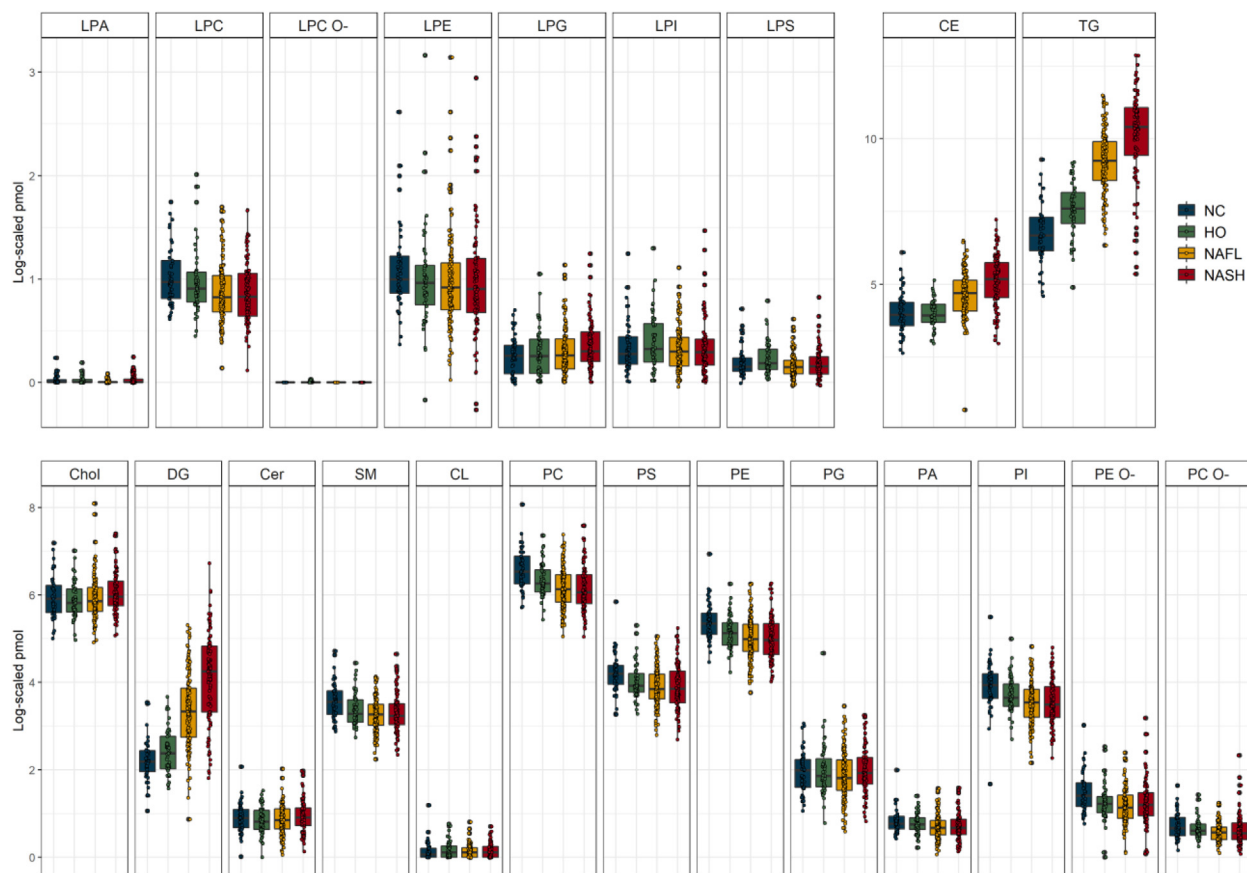 LPA LPC LPC O- LPE LPG LPI LPS CE TG
3
2
1
0
Log-scaled pmol
10
5
NC
HO
NAFL
NASH
Chol DG Cer SM CL PC PS PE PG PA PI PE O- PC O-
8
6
4
2
0
Log-scaled pmol